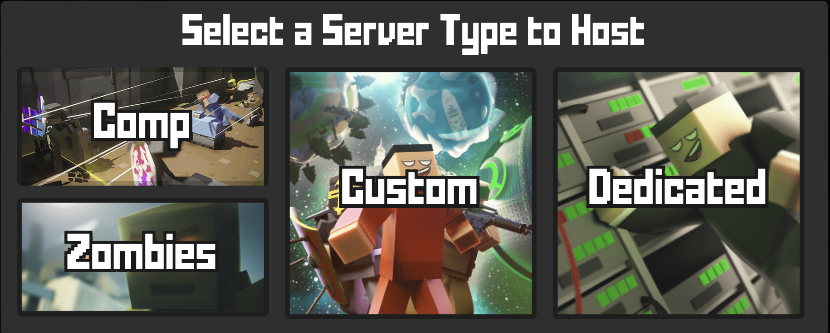 Select a Server Type to Host
Comp
Zombies
Custom
Dedicated